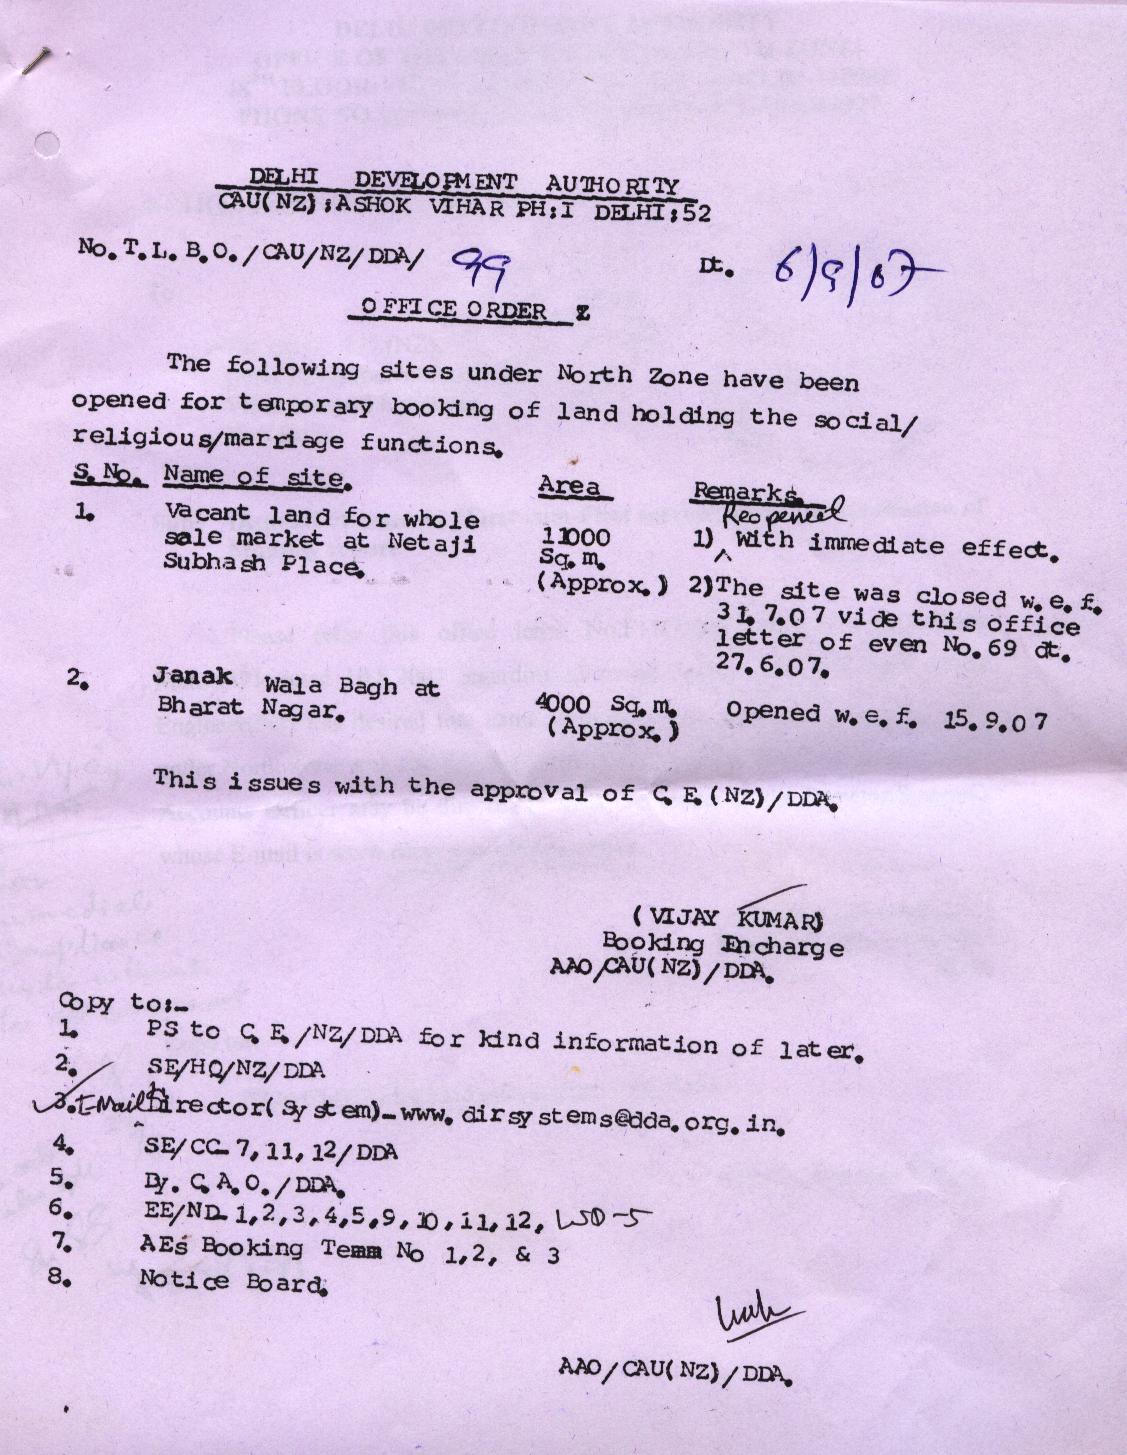 DELHI DEVELOPMENT AUTHORITY
CAU(NZ):ASHOK VIHAR PH:I DELHI:52
No.T.L.B.O./CAU/NZ/DDA/ 99 Dt. 6/9/07
OFFICE ORDER
The following sites under North Zone have been
opened for temporary booking of land holding the social/
religious/marriage functions.
S.No. Name of site. Area Remarks.
1. Vacant land for whole
sale market at Netaji
Subhash Place.
11000
Sq.m.
(Approx.)
Reopened
1) With immediate effect.
2)The site was closed w.e.f.
31.7.07 vide this office
letter of even No.69 dt.
27.6.07.
2. Janak Wala Bagh at
Bharat Nagar.
4000 Sq.m.
(Approx.)
Opened w.e.f. 15.9.07
This issues with the approval of C.E.(NZ)/DDA.
(VIJAY KUMAR)
Booking Encharge
AAO/CAU(NZ)/DDA.
Copy to:-
1. PS to C.E./NZ/DDA for kind information of later.
2. SE/HQ/NZ/DDA
3. E-Mail to Director(System)-www.dirsystems@dda.org.in.
4. SE/CC-7,11,12/DDA
5. Dy.C.A.O./DDA.
6. EE/ND-1,2,3,4,5,9,10,11,12, WD-5
7. AEs Booking Team No 1,2, & 3
8. Notice Board.
AAO/CAU(NZ)/DDA.